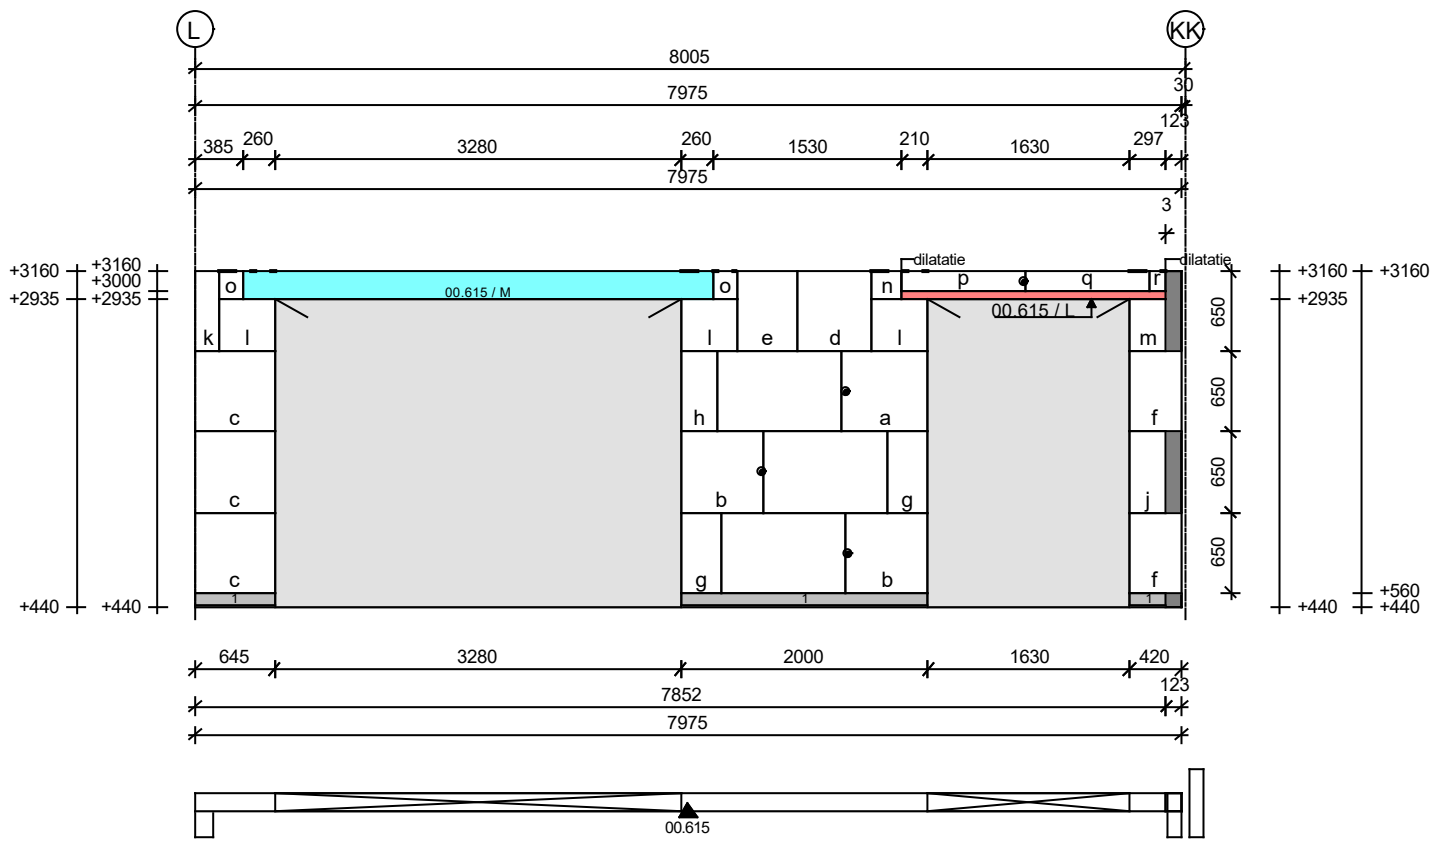 L KK
8005
7975
30
123
385 260 3280 260 1530 210 1630 297
7975
3
dilatatie dilatatie
+3160 +3160 +3160 +3160
+3000
+2935 +2935 +2935
o 00.615 / M o n p q r
00.615 / L
k l l e d l m
650
c h a f
650
c b g j
650
c g b f
650
1 1 1
+560
+440 +440 +440 +440
645 3280 2000 1630 420
7852 123
7975
00.615